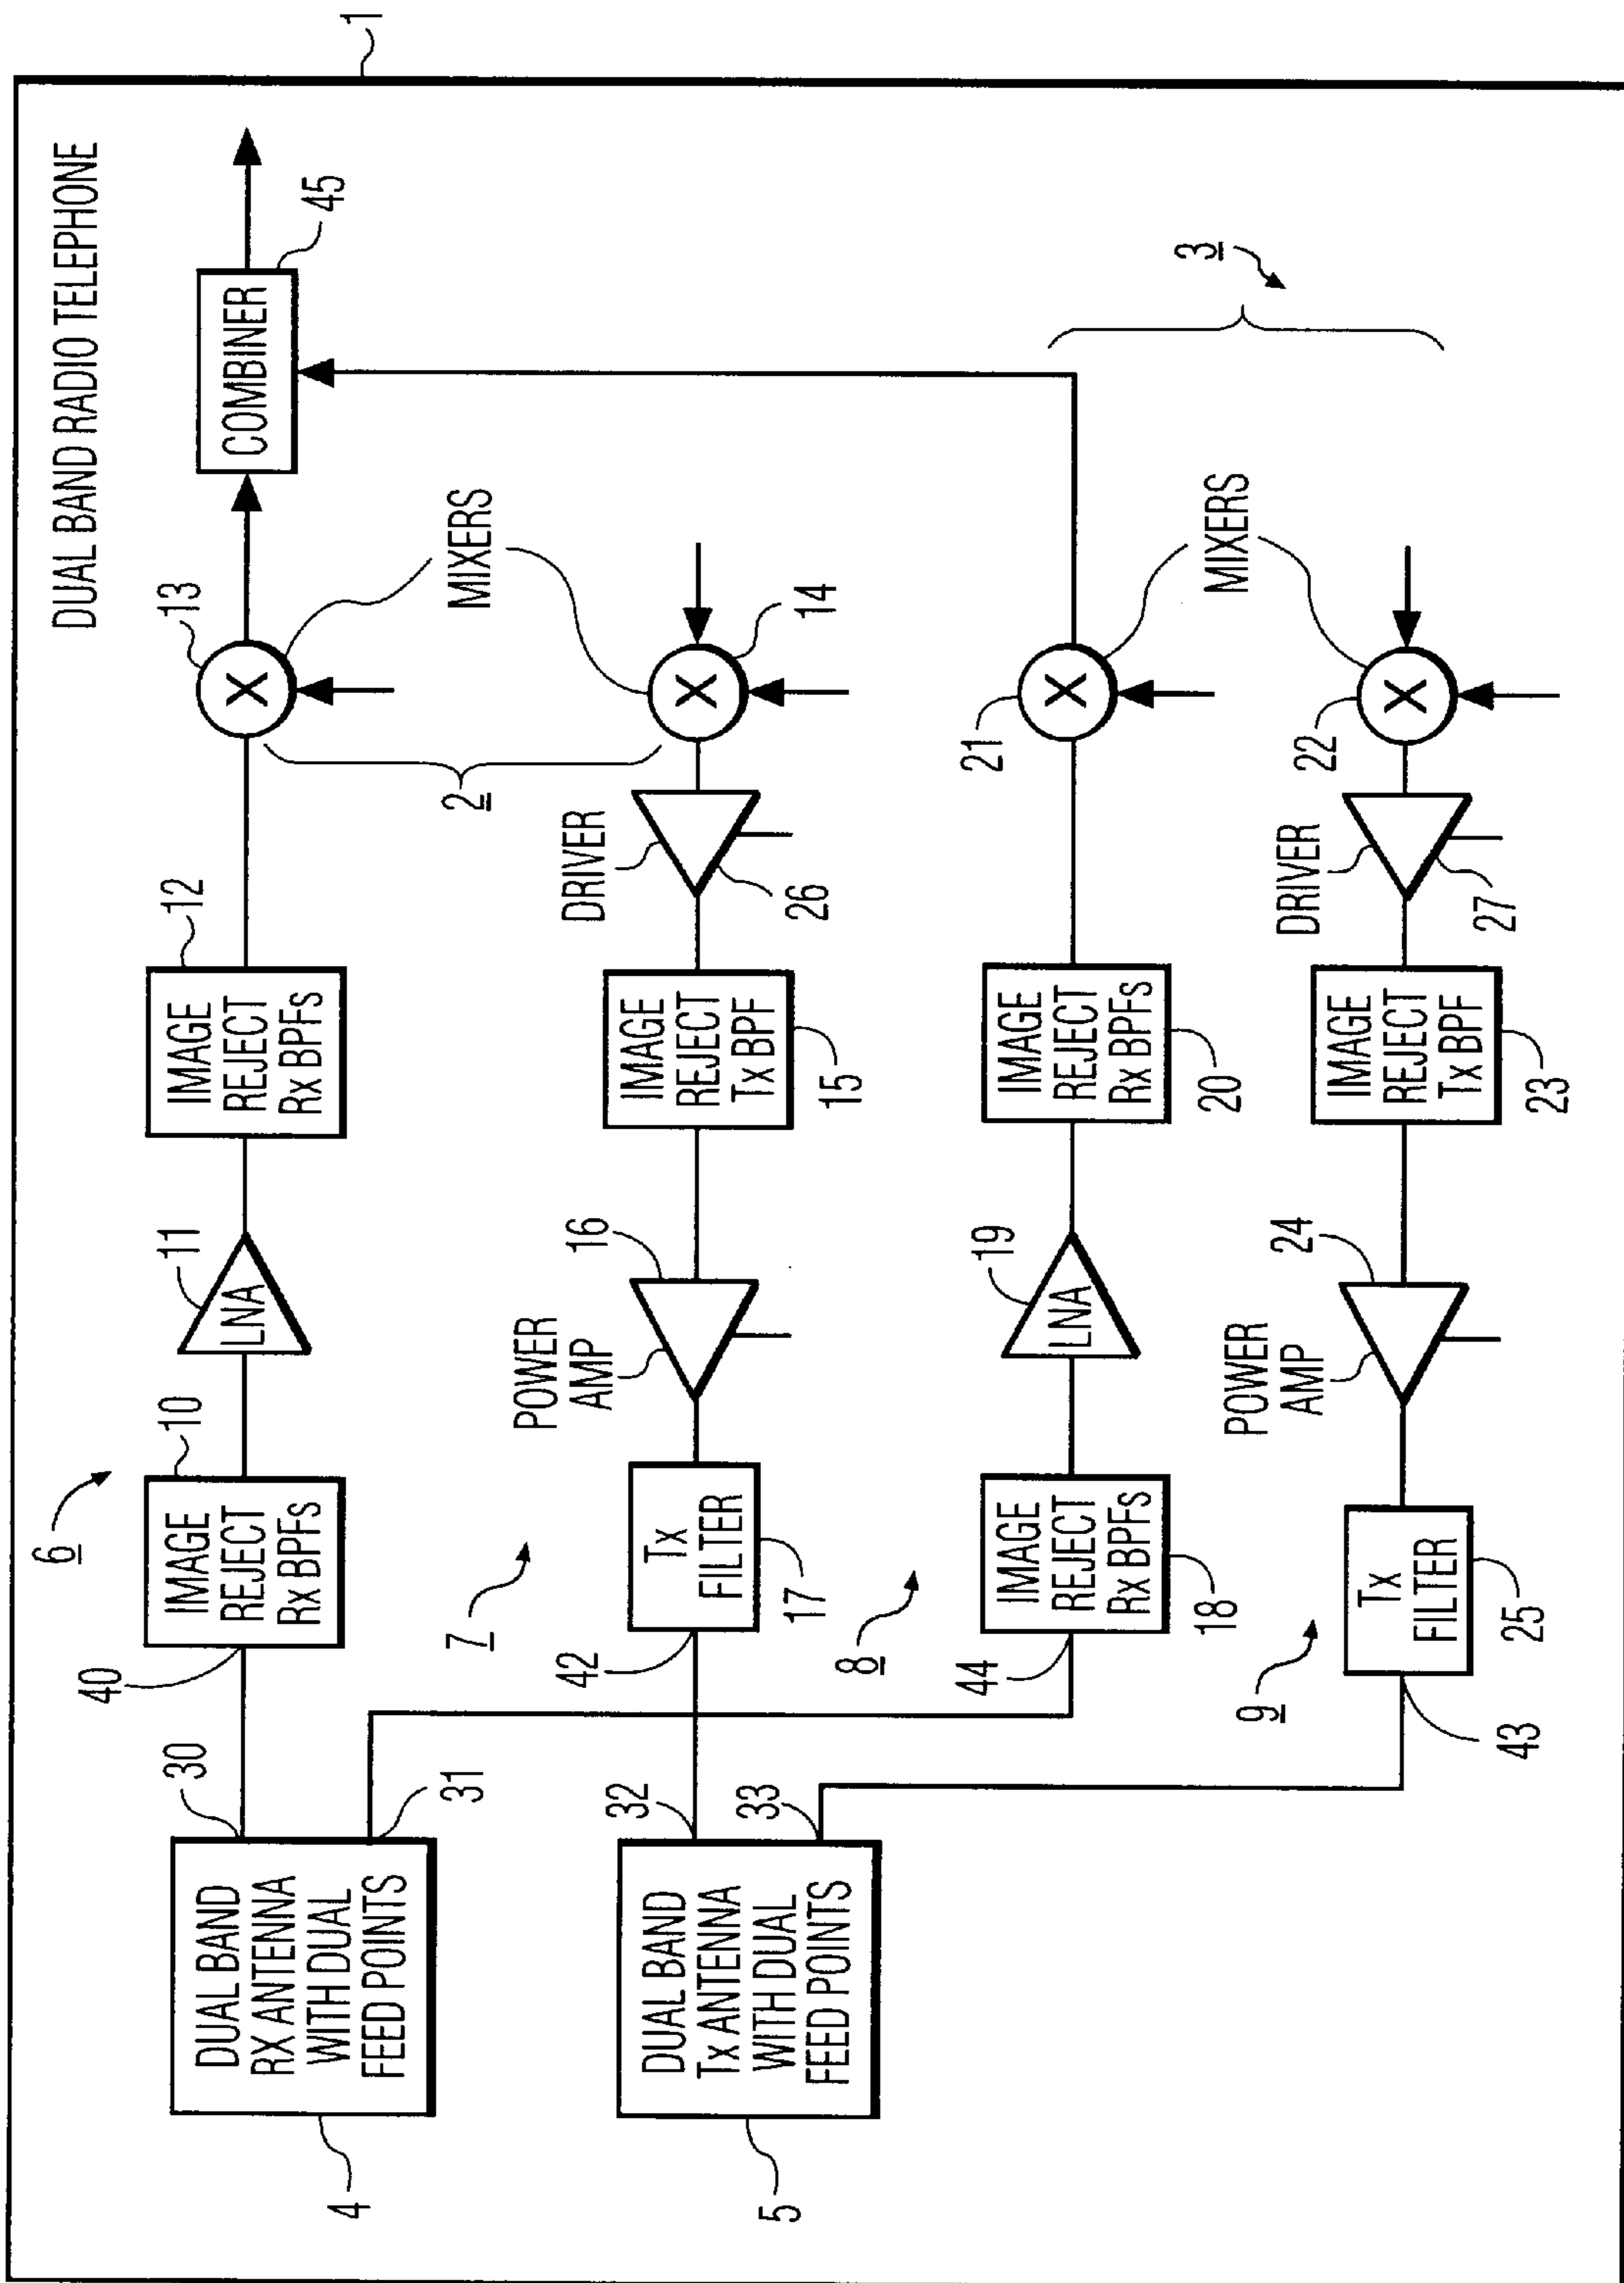 DUAL BAND RADIO TELEPHONE
1
6
10
11
12
13
45
IMAGE
REJECT
Rx BPFs
LNA
IMAGE
REJECT
Rx BPFs
X
COMBINER
40
30
DUAL BAND
RX ANTENNA
WITH DUAL
FEED POINTS
4
31
MIXERS
2
7
POWER
AMP
16
DRIVER
Tx
FILTER
IMAGE
REJECT
Tx BPF
X
42
17
15
26
14
32
33
DUAL BAND
Tx ANTENNA
WITH DUAL
FEED POINTS
5
3
8
19
21
MIXERS
44
IMAGE
REJECT
Rx BPFs
LNA
IMAGE
REJECT
Rx BPFs
X
18
20
9
POWER
AMP
24
DRIVER
22
Tx
FILTER
IMAGE
REJECT
Tx BPF
X
43
25
23
27